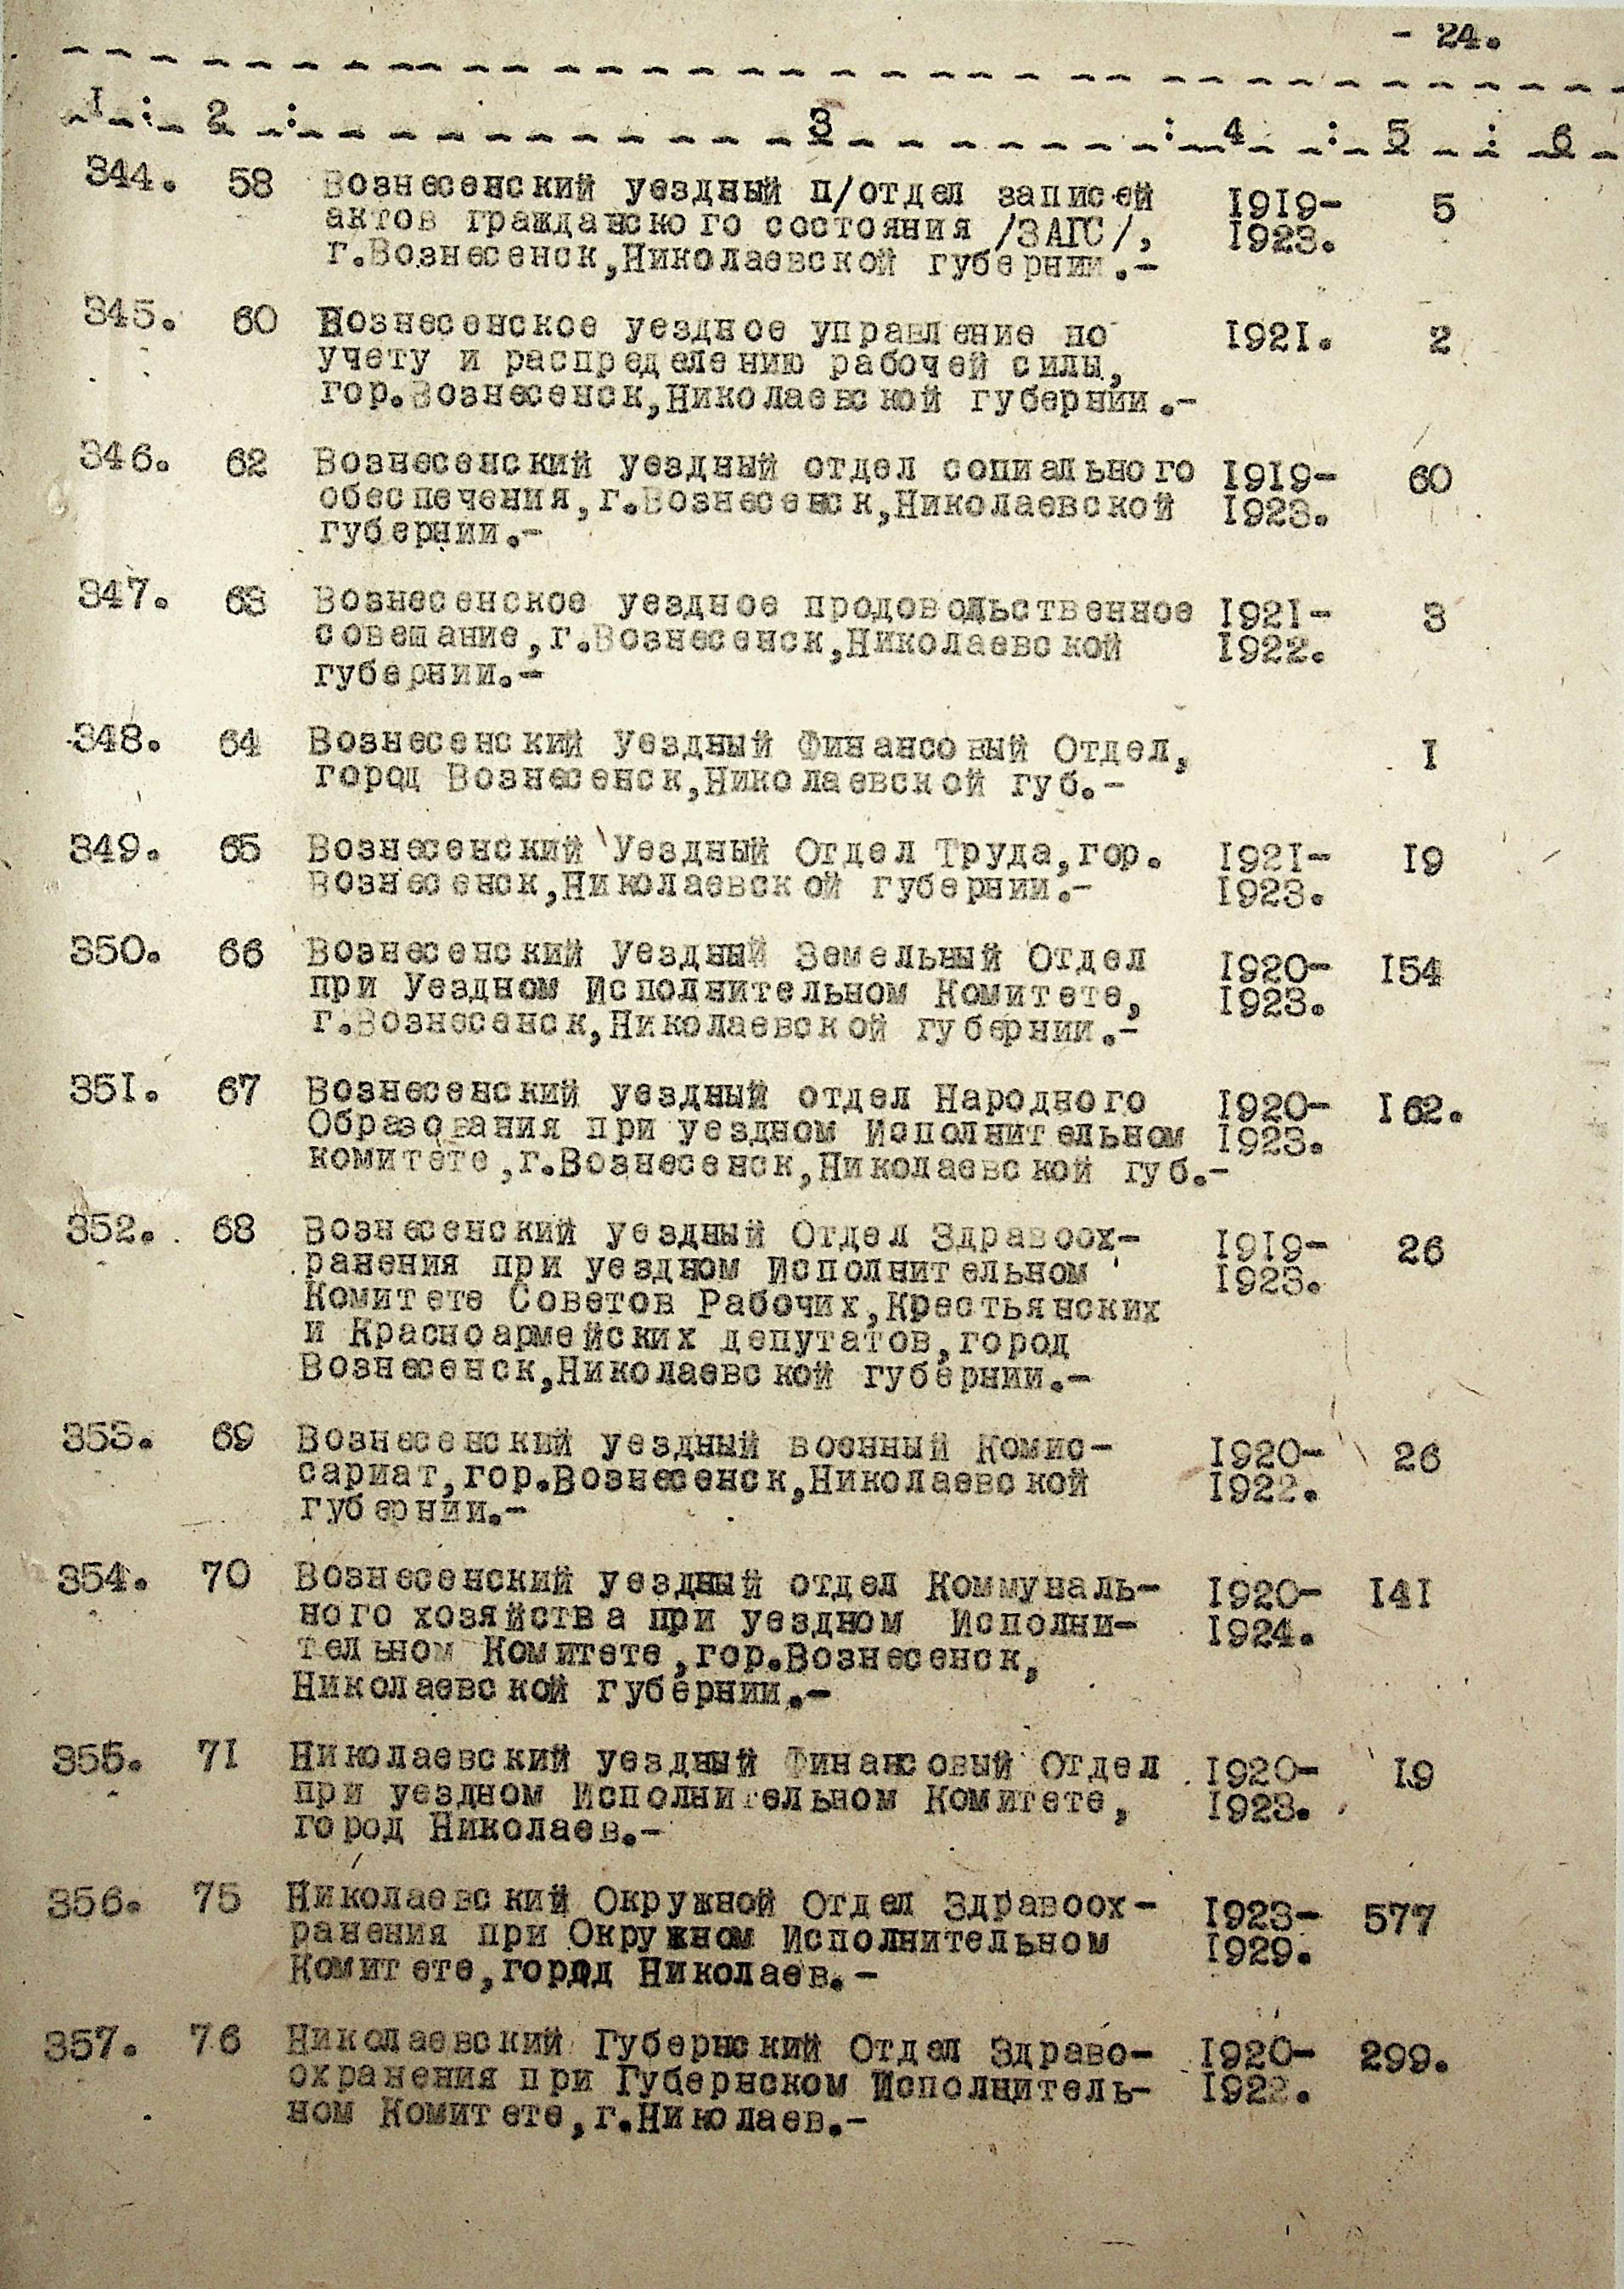 - 24.
I : 2 : 3 : 4 : 5 : 6
344. 58 Вознесенский уездный п/отдел записей 1919- 5
актов гражданского состояния /ЗАГС/, 1923.
г.Вознесенск,Николаевской губернии.-
345. 60 Вознесенское уездное управление по 1921. 2
учету и распределению рабочей силы,
гор.Вознесенск,Николаевской губернии.-
346. 62 Вознесенский уездный отдел социального 1919- 60
обеспечения,г.Вознесенск,Николаевской 1923.
губернии.-
347. 63 Вознесенское уездное продовольственное 1921- 3
совещание,г.Вознесенск,Николаевской 1922.
губернии.-
348. 64 Вознесенский Уездный Финансовый Отдел, I
город Вознесенск,Николаевской губ.-
349. 65 Вознесенский Уездный Отдел Труда,гор. 1921- 19
Вознесенск,Николаевской губернии.- 1923.
350. 66 Вознесенский Уездный Земельный Отдел 1920- 154
при Уездном Исполнительном Комитете, 1923.
г.Вознесенск,Николаевской губернии.-
351. 67 Вознесенский уездный отдел Народного 1920- 162.
Образования при уездном Исполнительном 1923.
комитете,г.Вознесенск,Николаевской губ.-
352. 68 Вознесенский уездный Отдел Здравоох- 1919- 26
ранения при уездном Исполнительном 1923.
Комитете Советов Рабочих,Крестьянских
и Красноармейских депутатов,город
Вознесенск,Николаевской губернии.-
353. 69 Вознесенский уездный военный Комис- 1920- 26
сариат,гор.Вознесенск,Николаевской 1922.
губернии.-
354. 70 Вознесенский уездный отдел Коммуналь- 1920- 141
ного хозяйства при уездном Исполни- 1924.
тельном Комитете,гор.Вознесенск,
Николаевской губернии.-
355. 71 Николаевский уездный Финансовый Отдел 1920- 19
при уездном Исполнительном Комитете, 1923.
город Николаев.-
356. 75 Николаевский Окружной Отдел Здравоох- 1923- 577
ранения при Окружном Исполнительном 1929.
Комитете,город Николаев.-
357. 76 Николаевский Губернский Отдел Здраво- 1920- 299.
охранения при Губернском Исполнитель- 1922.
ном Комитете,г.Николаев.-